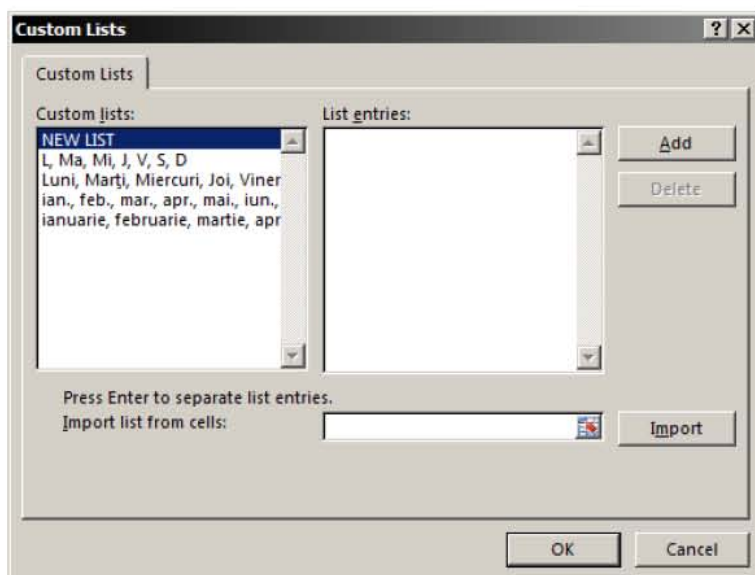 Custom Lists
Custom Lists
Custom lists:
NEW LIST
L, Ma, Mi, J, V, S, D
Luni, Marţi, Miercuri, Joi, Viner
ian., feb., mar., apr., mai., iun.,
ianuarie, februarie, martie, apr
List entries:
Add
Delete
Press Enter to separate list entries.
Import list from cells:
Import
OK
Cancel